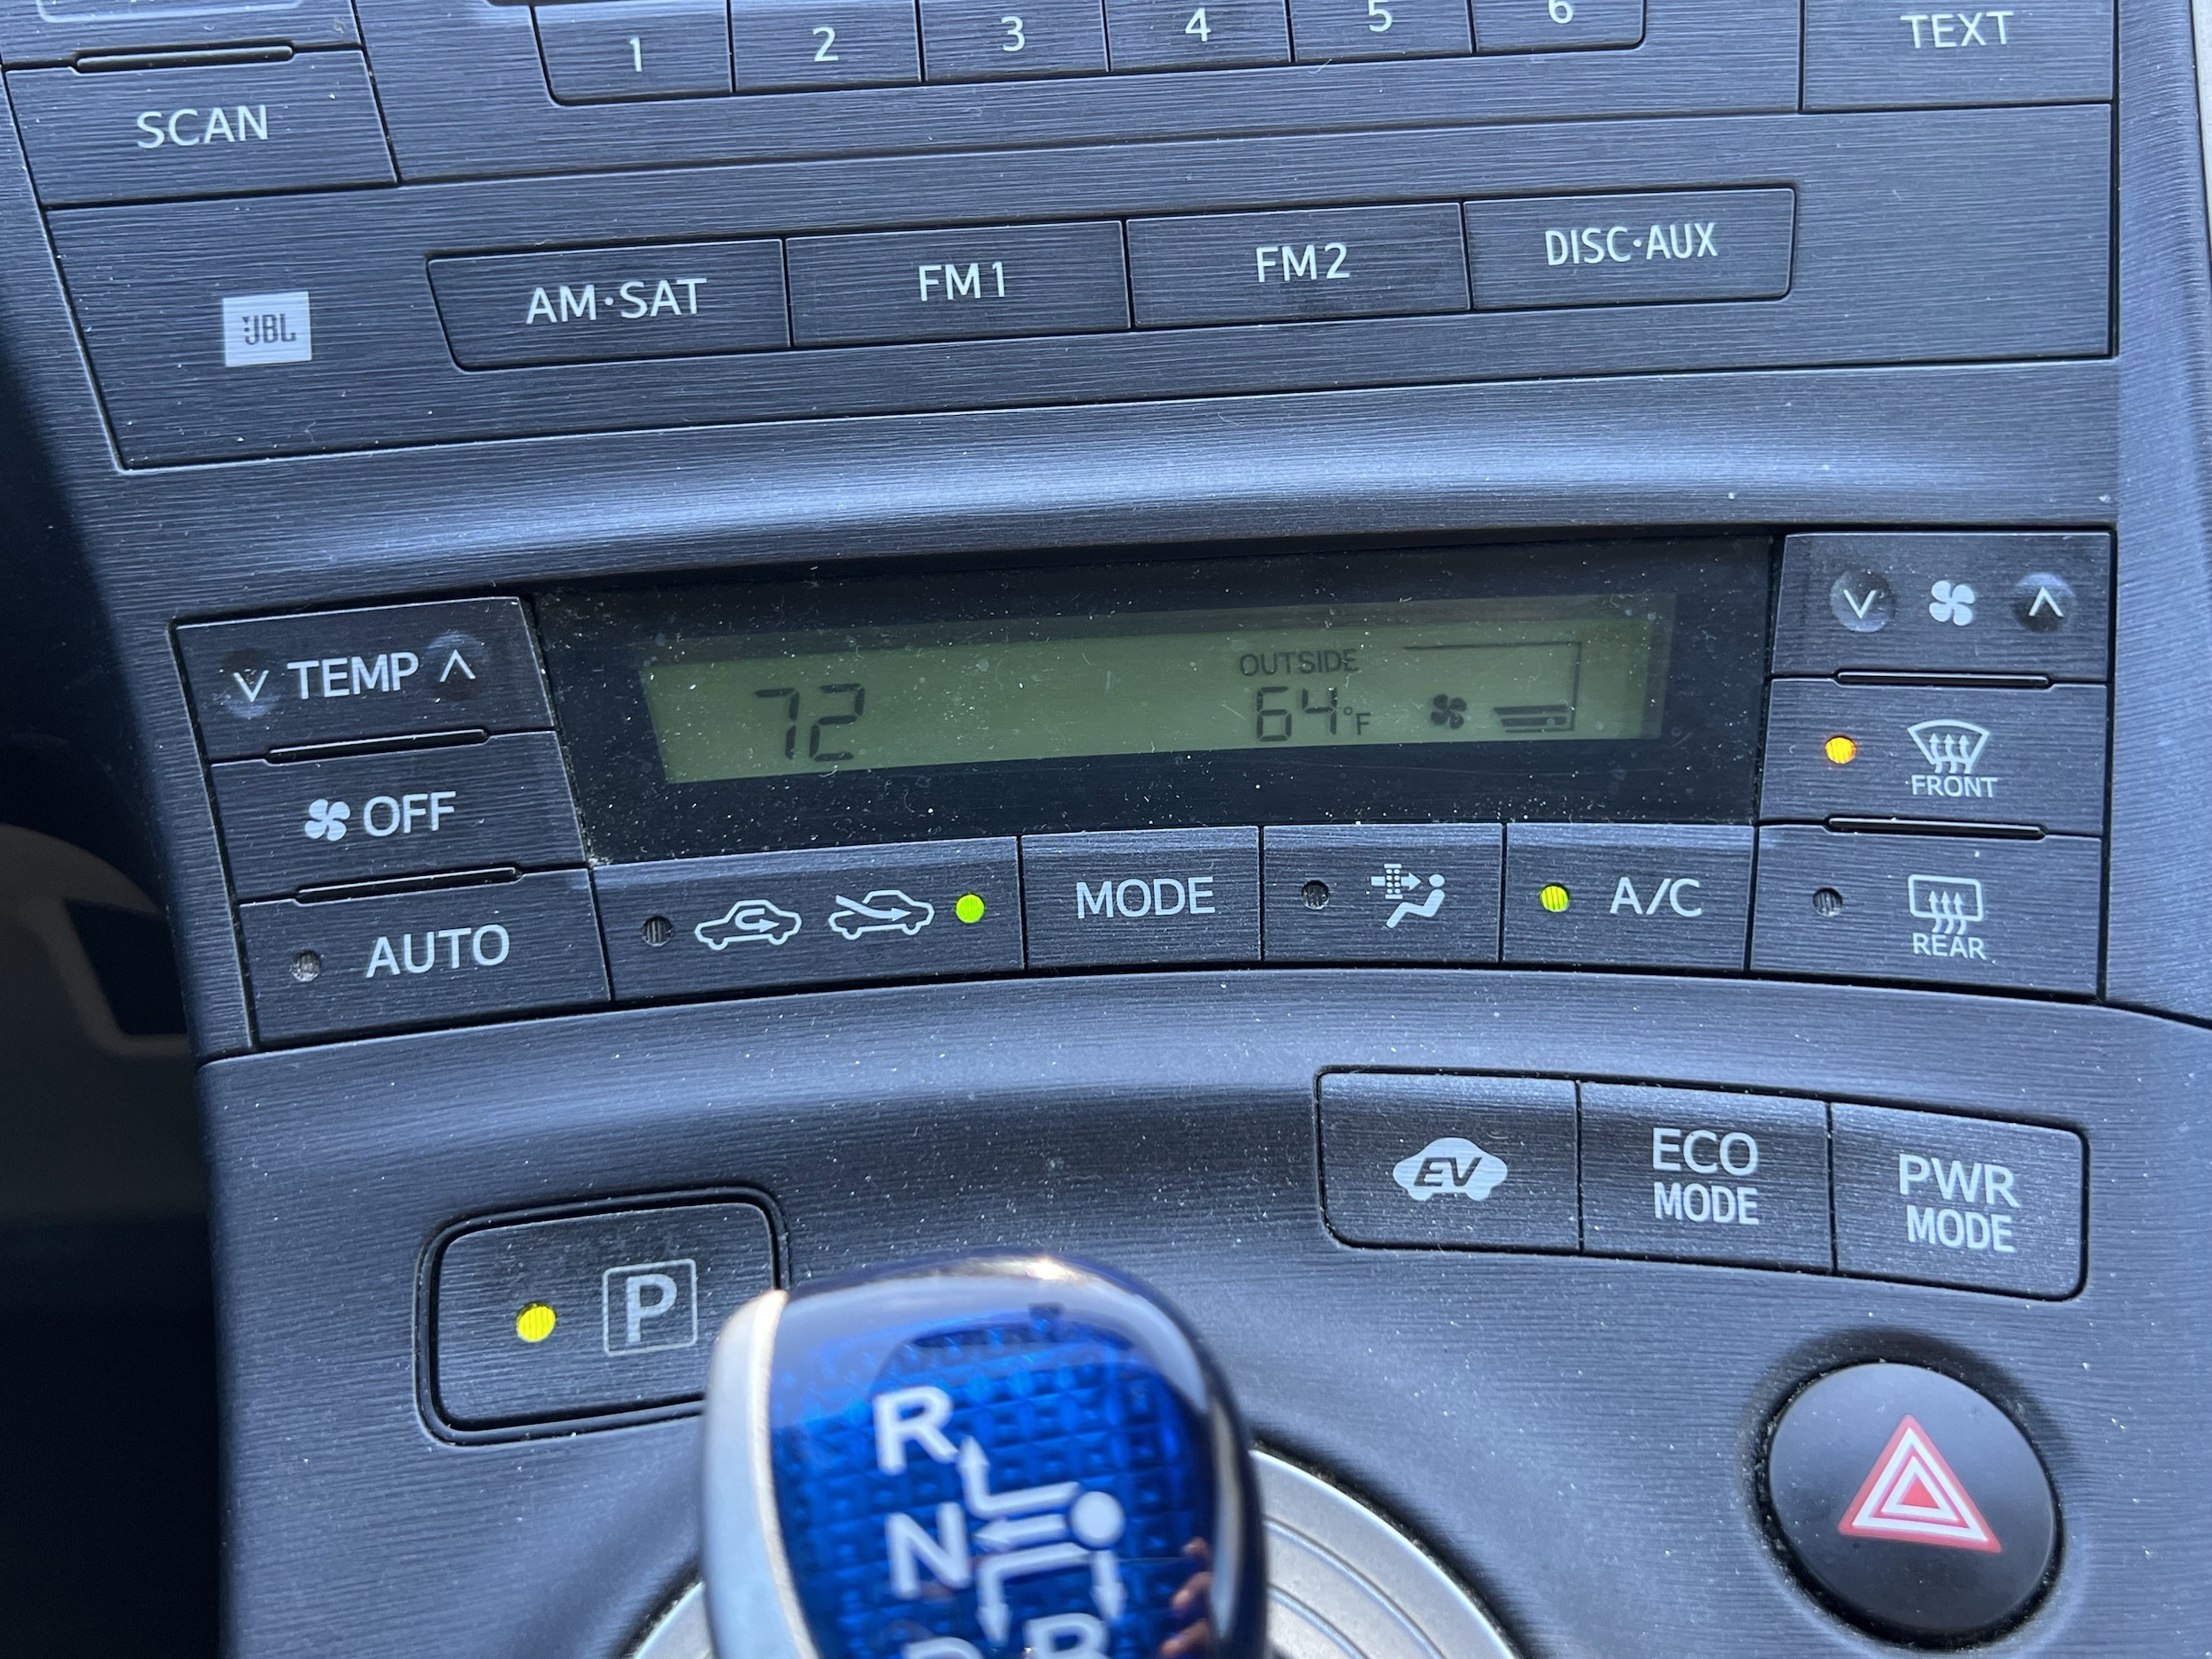 1 2 3 4 5 6 TEXT
SCAN
JBL AM·SAT FM1 FM2 DISC·AUX
∨ TEMP ∧
OUTSIDE
72 64°F
OFF
FRONT
AUTO
MODE
A/C
REAR
EV
ECO
MODE
PWR
MODE
P
R
N
B